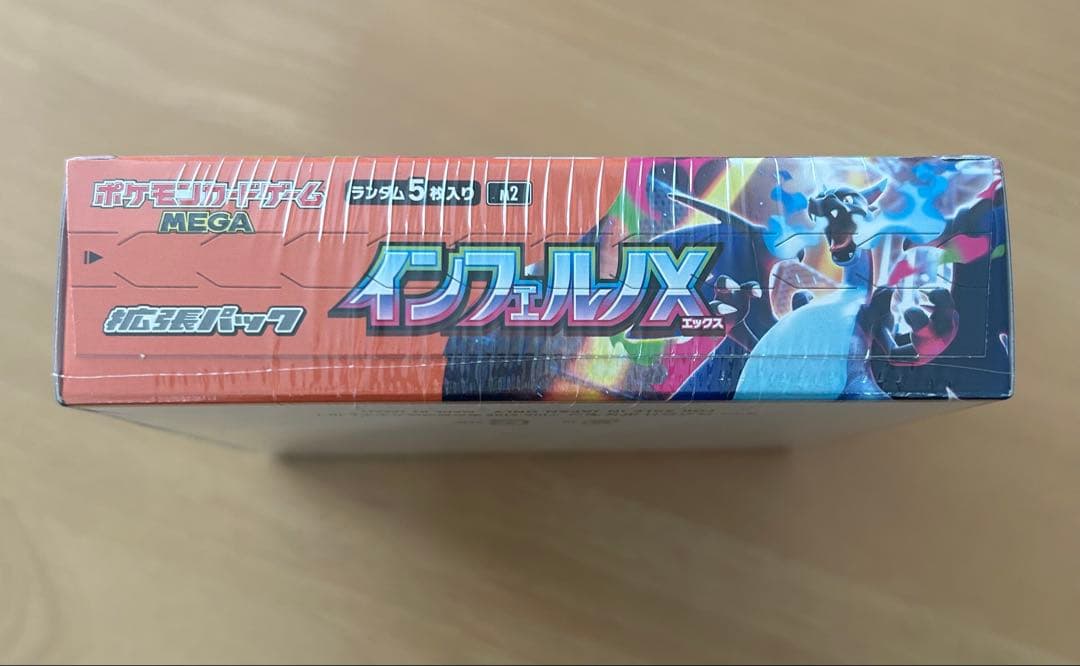 ポケモンカードゲーム
MEGA
ランダム5枚入り
m2
拡張パック
インフェルノX
エックス